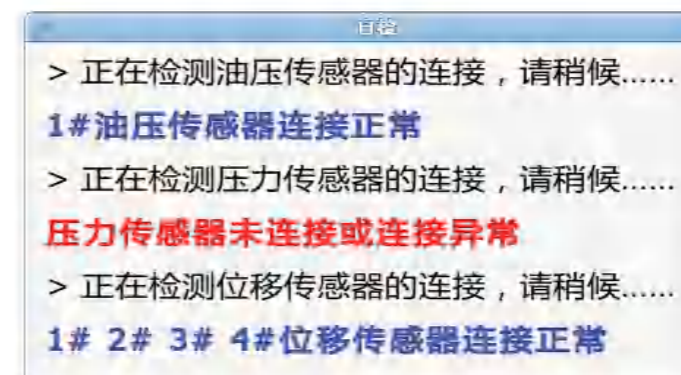 自检
> 正在检测油压传感器的连接，请稍候……
1#油压传感器连接正常
> 正在检测压力传感器的连接，请稍候……
压力传感器未连接或连接异常
> 正在检测位移传感器的连接，请稍候……
1# 2# 3# 4#位移传感器连接正常